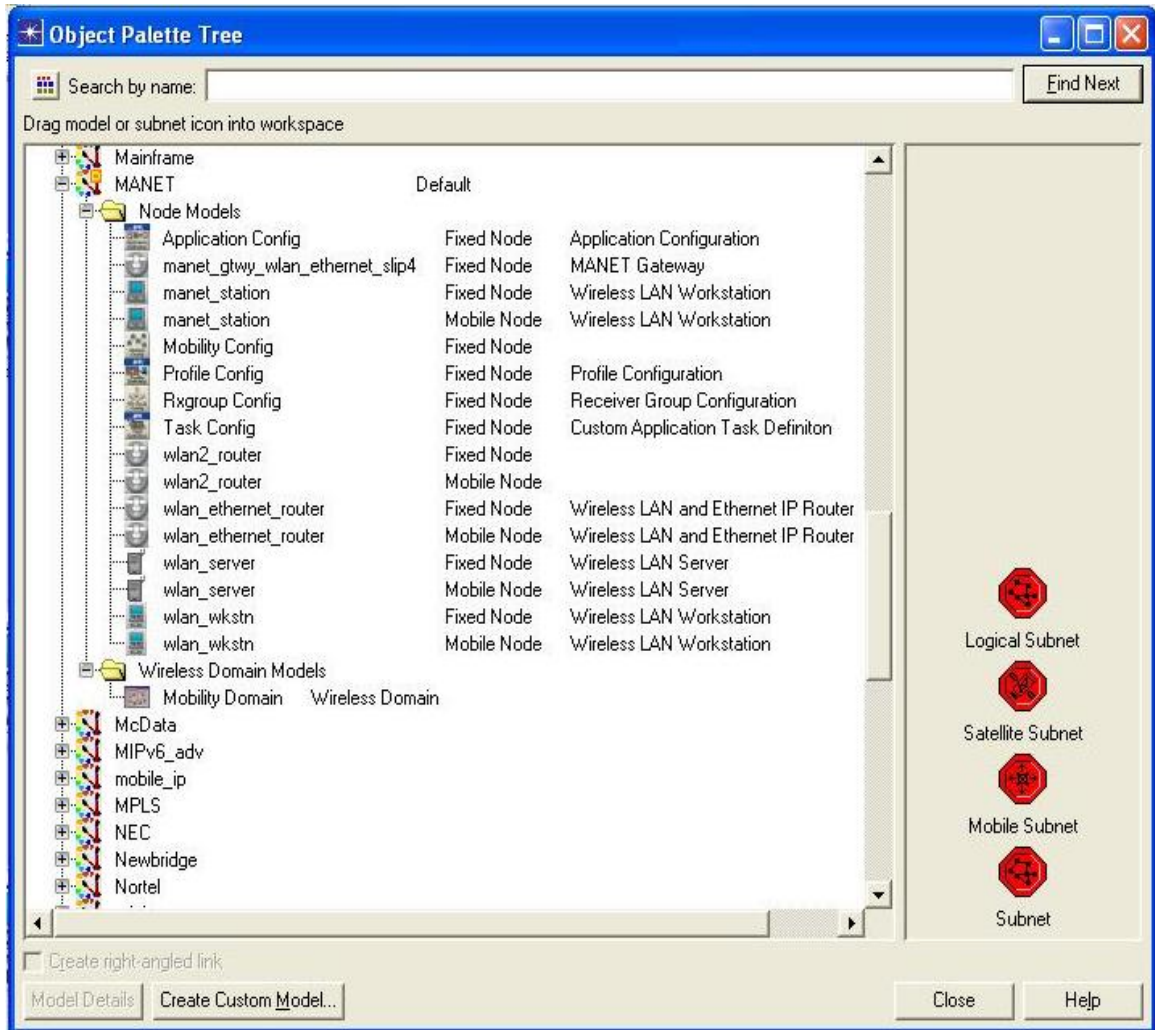 Object Palette Tree
Search by name:
Find Next
Drag model or subnet icon into workspace
Mainframe
MANET Default
Node Models
Application Config Fixed Node Application Configuration
manet_gtwy_wlan_ethernet_slip4 Fixed Node MANET Gateway
manet_station Fixed Node Wireless LAN Workstation
manet_station Mobile Node Wireless LAN Workstation
Mobility Config Fixed Node
Profile Config Fixed Node Profile Configuration
Rxgroup Config Fixed Node Receiver Group Configuration
Task Config Fixed Node Custom Application Task Definiton
wlan2_router Fixed Node
wlan2_router Mobile Node
wlan_ethernet_router Fixed Node Wireless LAN and Ethernet IP Router
wlan_ethernet_router Mobile Node Wireless LAN and Ethernet IP Router
wlan_server Fixed Node Wireless LAN Server
wlan_server Mobile Node Wireless LAN Server
wlan_wkstn Fixed Node Wireless LAN Workstation
wlan_wkstn Mobile Node Wireless LAN Workstation
Wireless Domain Models
Mobility Domain Wireless Domain
McData
MIPv6_adv
mobile_ip
MPLS
NEC
Newbridge
Nortel
Logical Subnet
Satellite Subnet
Mobile Subnet
Subnet
Create right-angled link
Model Details
Create Custom Model...
Close
Help